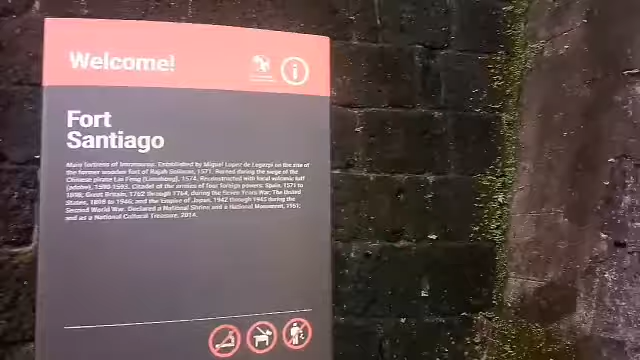 Welcome!
i
Fort
Santiago
Main fortress of Intramuros. Established by Miguel Lopez de Legazpi on the site of
the former wooden fort of Rajah Soliman, 1571. Burned during the siege of the
Chinese pirate Lin Feng (Limahong), 1574. Reconstructed with local volcanic tuff
(adobe), 1590-1593. Citadel of the armies of four foreign powers: Spain, 1571 to
1898; Great Britain, 1762 through 1764, during the Seven Years War; The United
States, 1898 to 1946; and the Empire of Japan, 1942 through 1945 during the
Second World War. Declared a National Shrine and a National Monument, 1951;
and as a National Cultural Treasure, 2014.